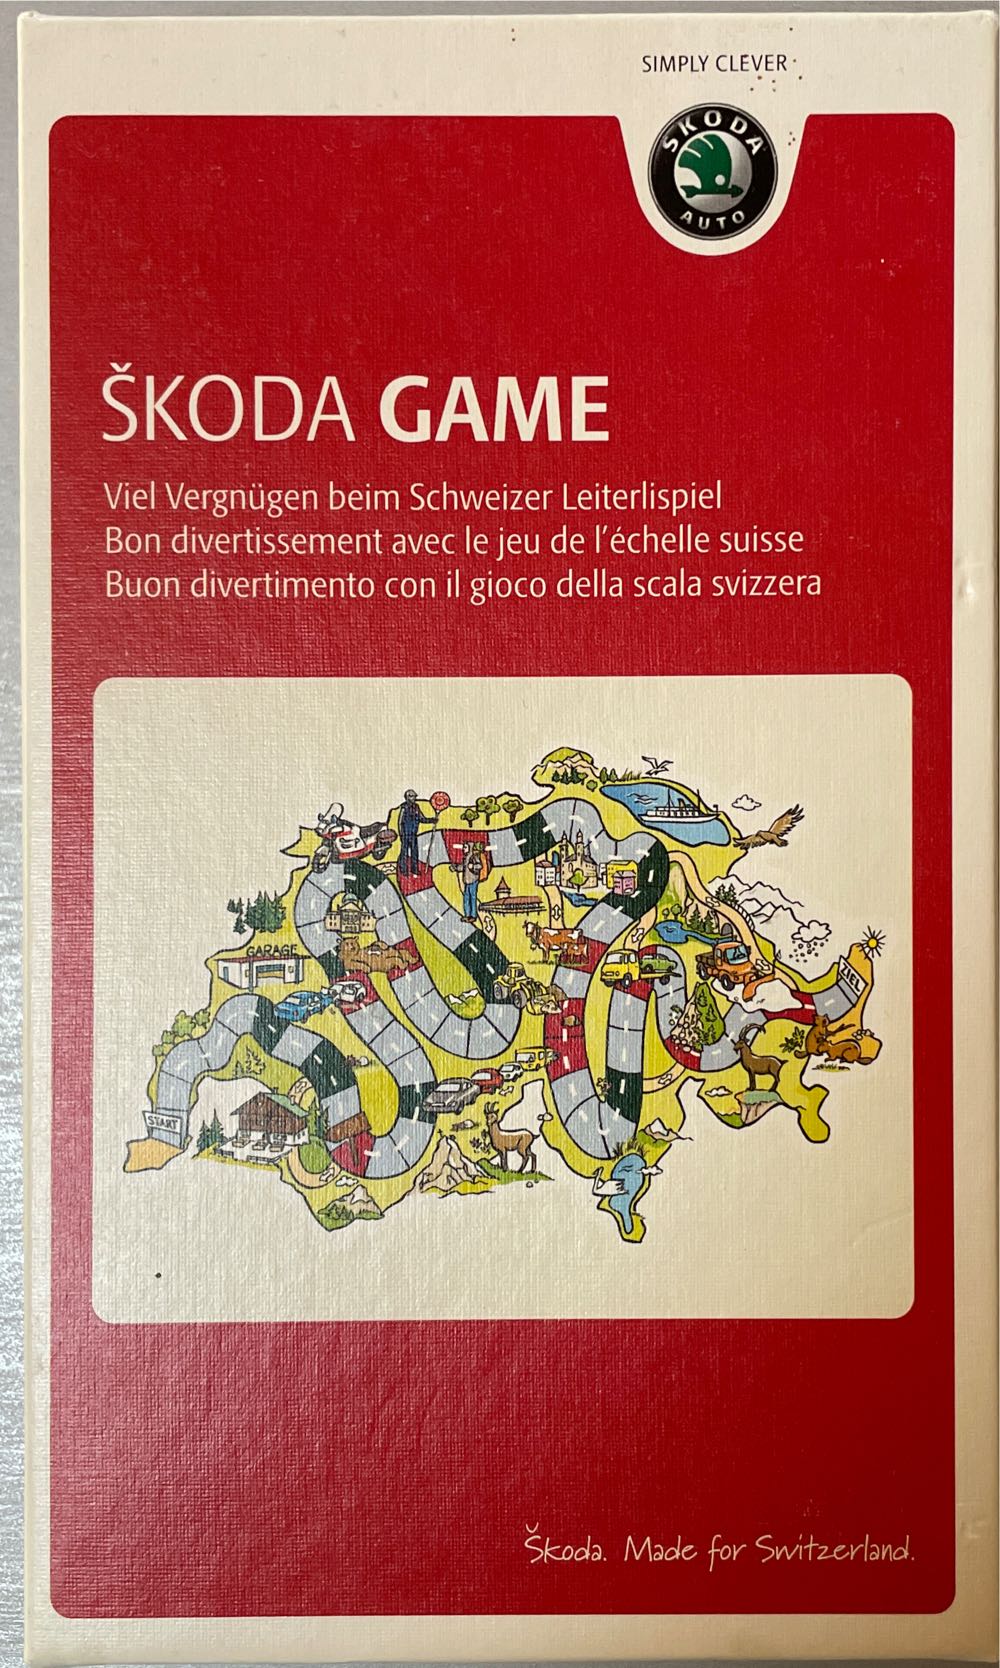 SIMPLY CLEVER
ŠKODA
AUTO
ŠKODA GAME
Viel Vergnügen beim Schweizer Leiterlispiel
Bon divertissement avec le jeu de l'échelle suisse
Buon divertimento con il gioco della scala svizzera
GARAGE
ZIEL
START
Škoda. Made for Switzerland.